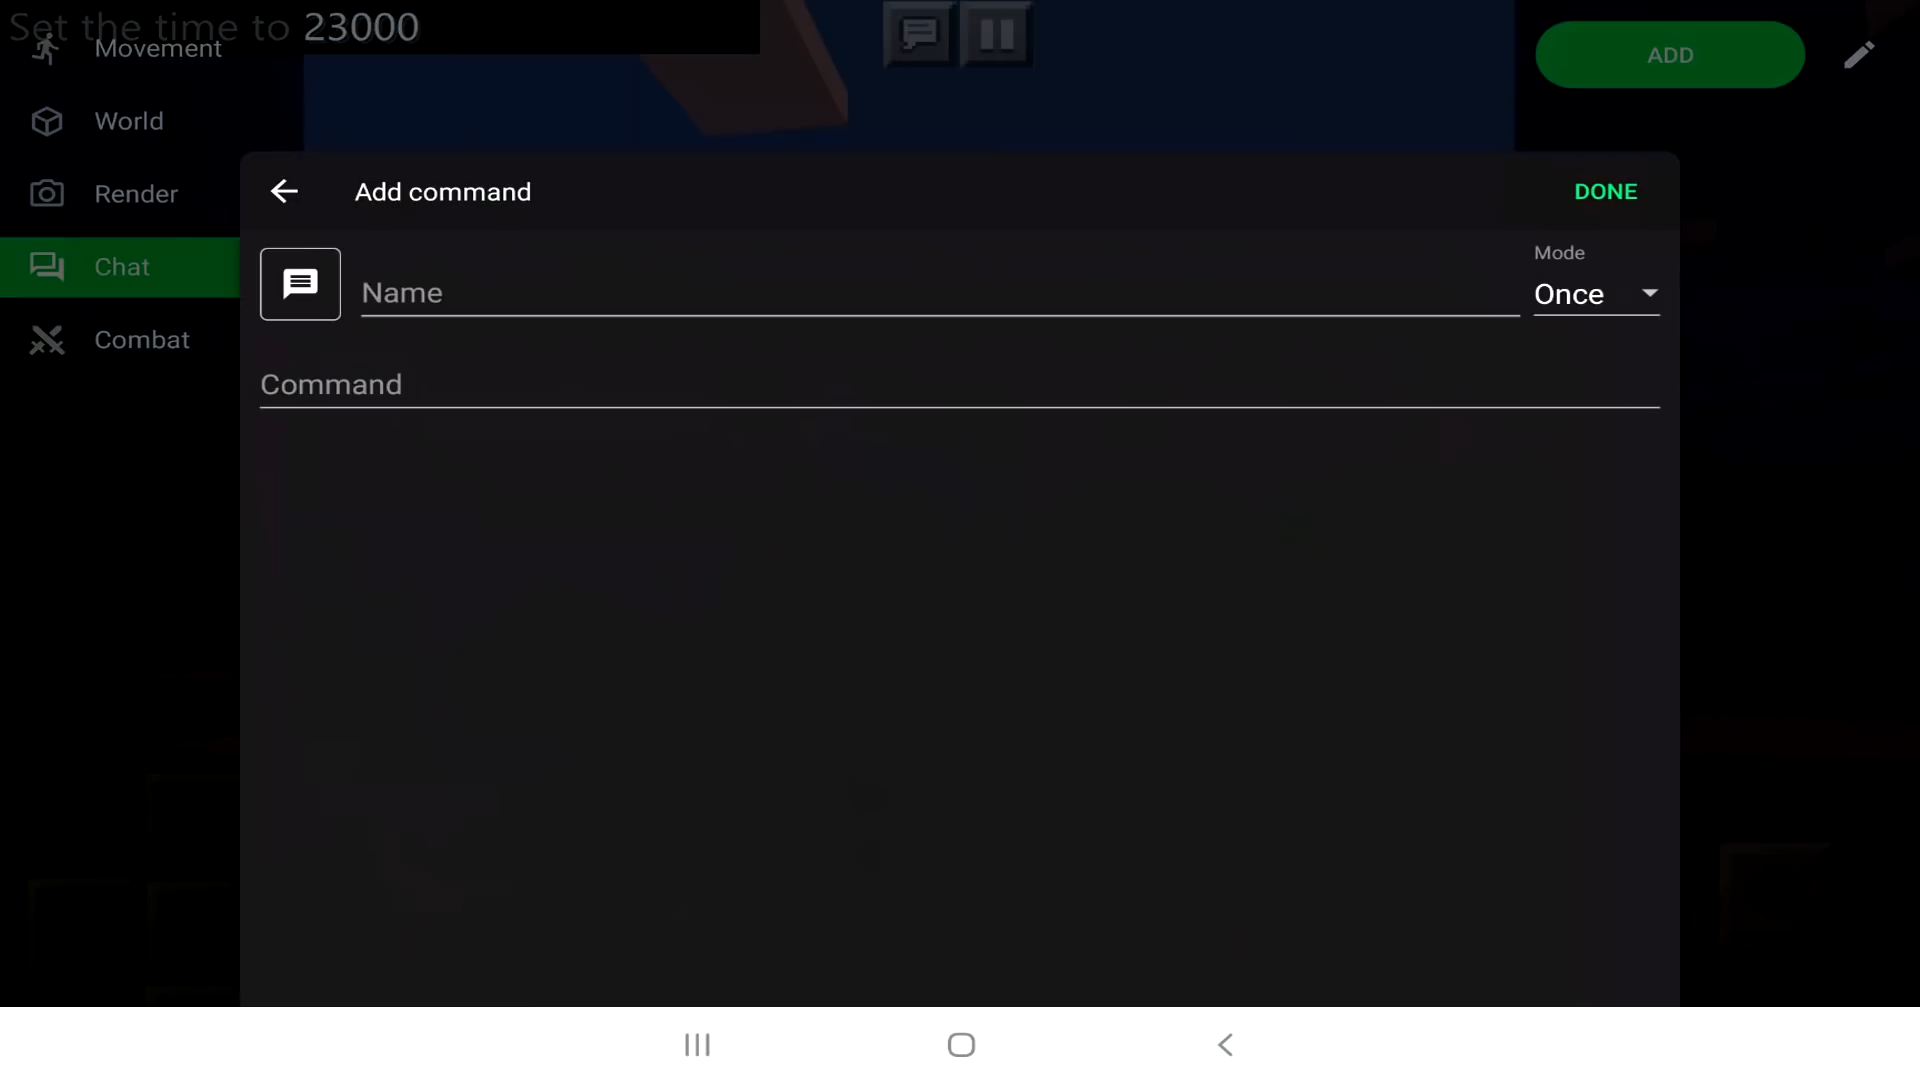 Set the time to 23000
Movement
World
Render
Chat
Combat
ADD
Add command
DONE
Name
Mode
Once
Command